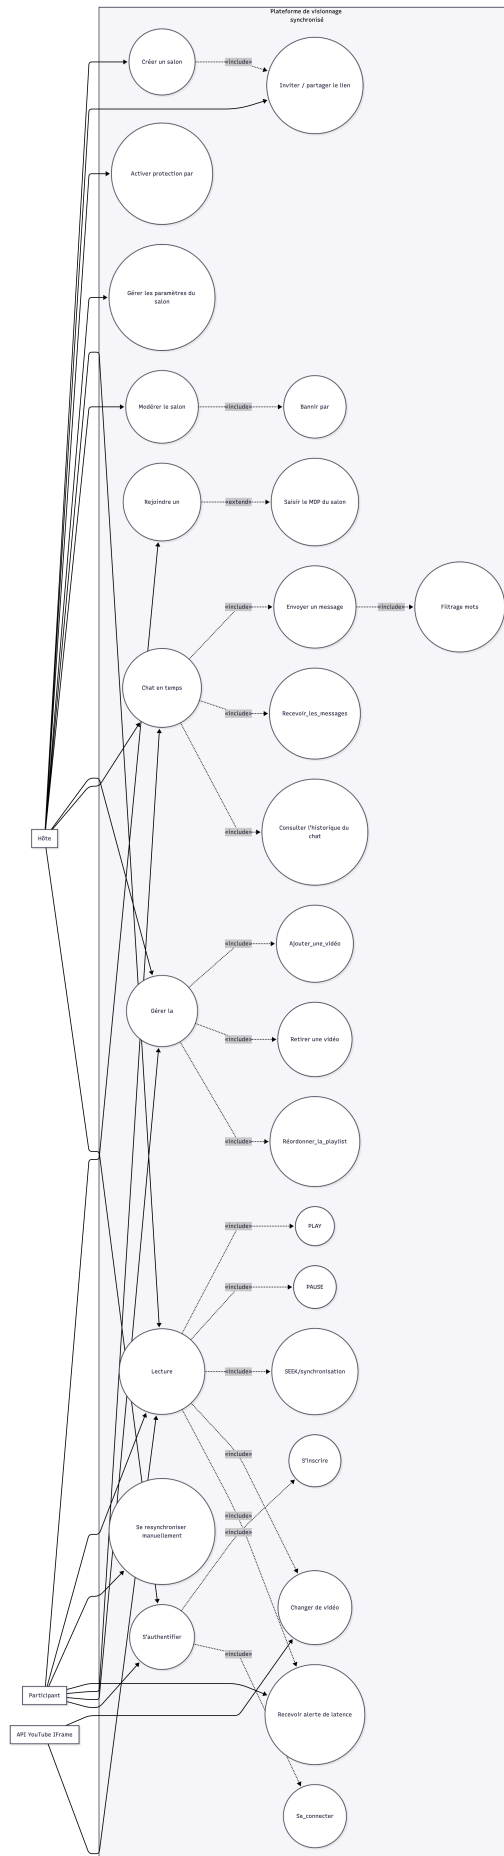 Plateforme de visionnage
synchronisé
Créer un salon
«include»
Inviter / partager le lien
Activer protection par
Gérer les paramètres du
salon
Modérer le salon
«include»
Bannir par
Rejoindre un
«extend»
Saisir le MDP du salon
«include»
Envoyer un message
«include»
Filtrage mots
Chat en temps
«include»
Recevoir_les_messages
«include»
Consulter l'historique du
chat
Hôte
«include»
Ajouter_une_vidéo
Gérer la
«include»
Retirer une vidéo
«include»
Réordonner_la_playlist
«include»
PLAY
«include»
PAUSE
Lecture
«include»
SEEK/synchronisation
«include»
S'inscrire
«include»
Se resynchroniser
manuellement
«include»
Changer de vidéo
S'authentifier
«include»
Participant
Recevoir alerte de latence
API YouTube IFrame
Se_connecter